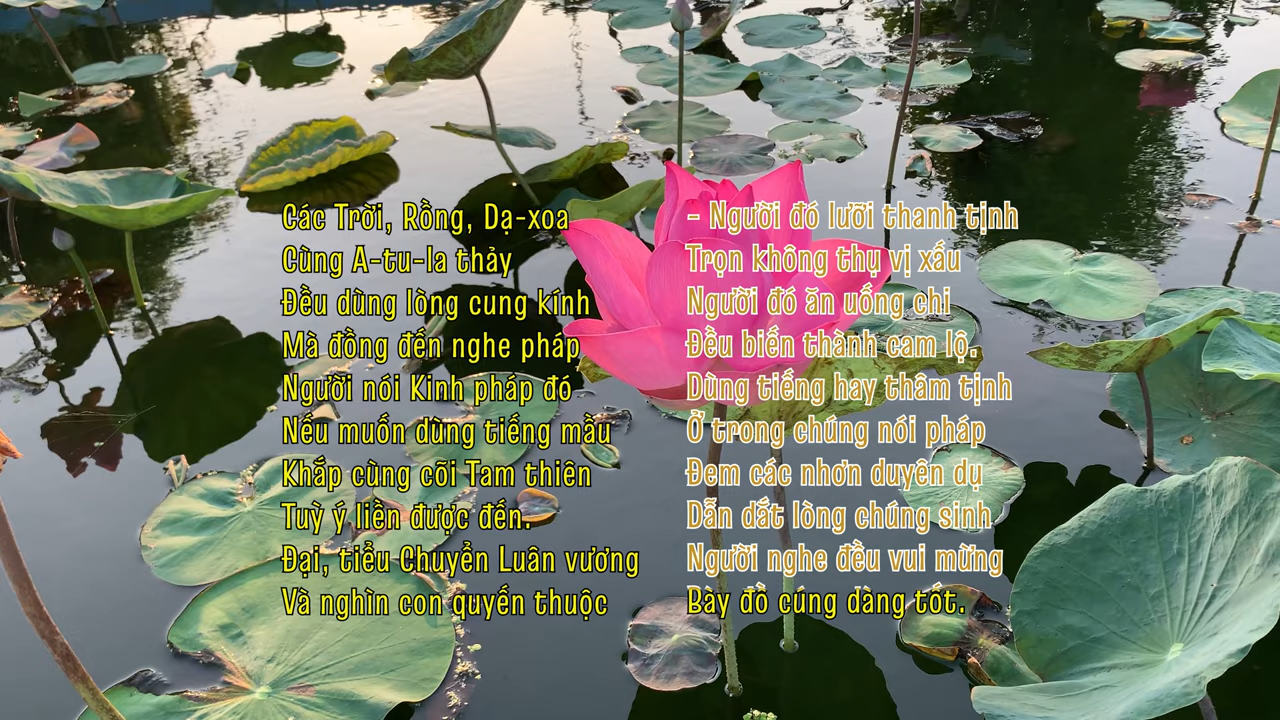 Các Trời, Rồng, Dạ-xoa
Cùng A-tu-la thảy
Đều dùng lòng cung kính
Mà đồng đến nghe pháp
Người nói Kinh pháp đó
Nếu muốn dùng tiếng mầu
Khắp cùng cõi Tam thiên
Tuỳ ý liền được đến.
Đại, tiểu Chuyển Luân vương
Và nghìn con quyến thuộc
- Người đó lưỡi thanh tịnh
Trọn không thụ vị xấu
Người đó ăn uống chi
Đều biến thành cam lộ.
Dùng tiếng hay thâm tịnh
Ở trong chúng nói pháp
Đem các nhơn duyên dụ
Dẫn dắt lòng chúng sinh
Người nghe đều vui mừng
Bày đồ cúng dàng tốt.